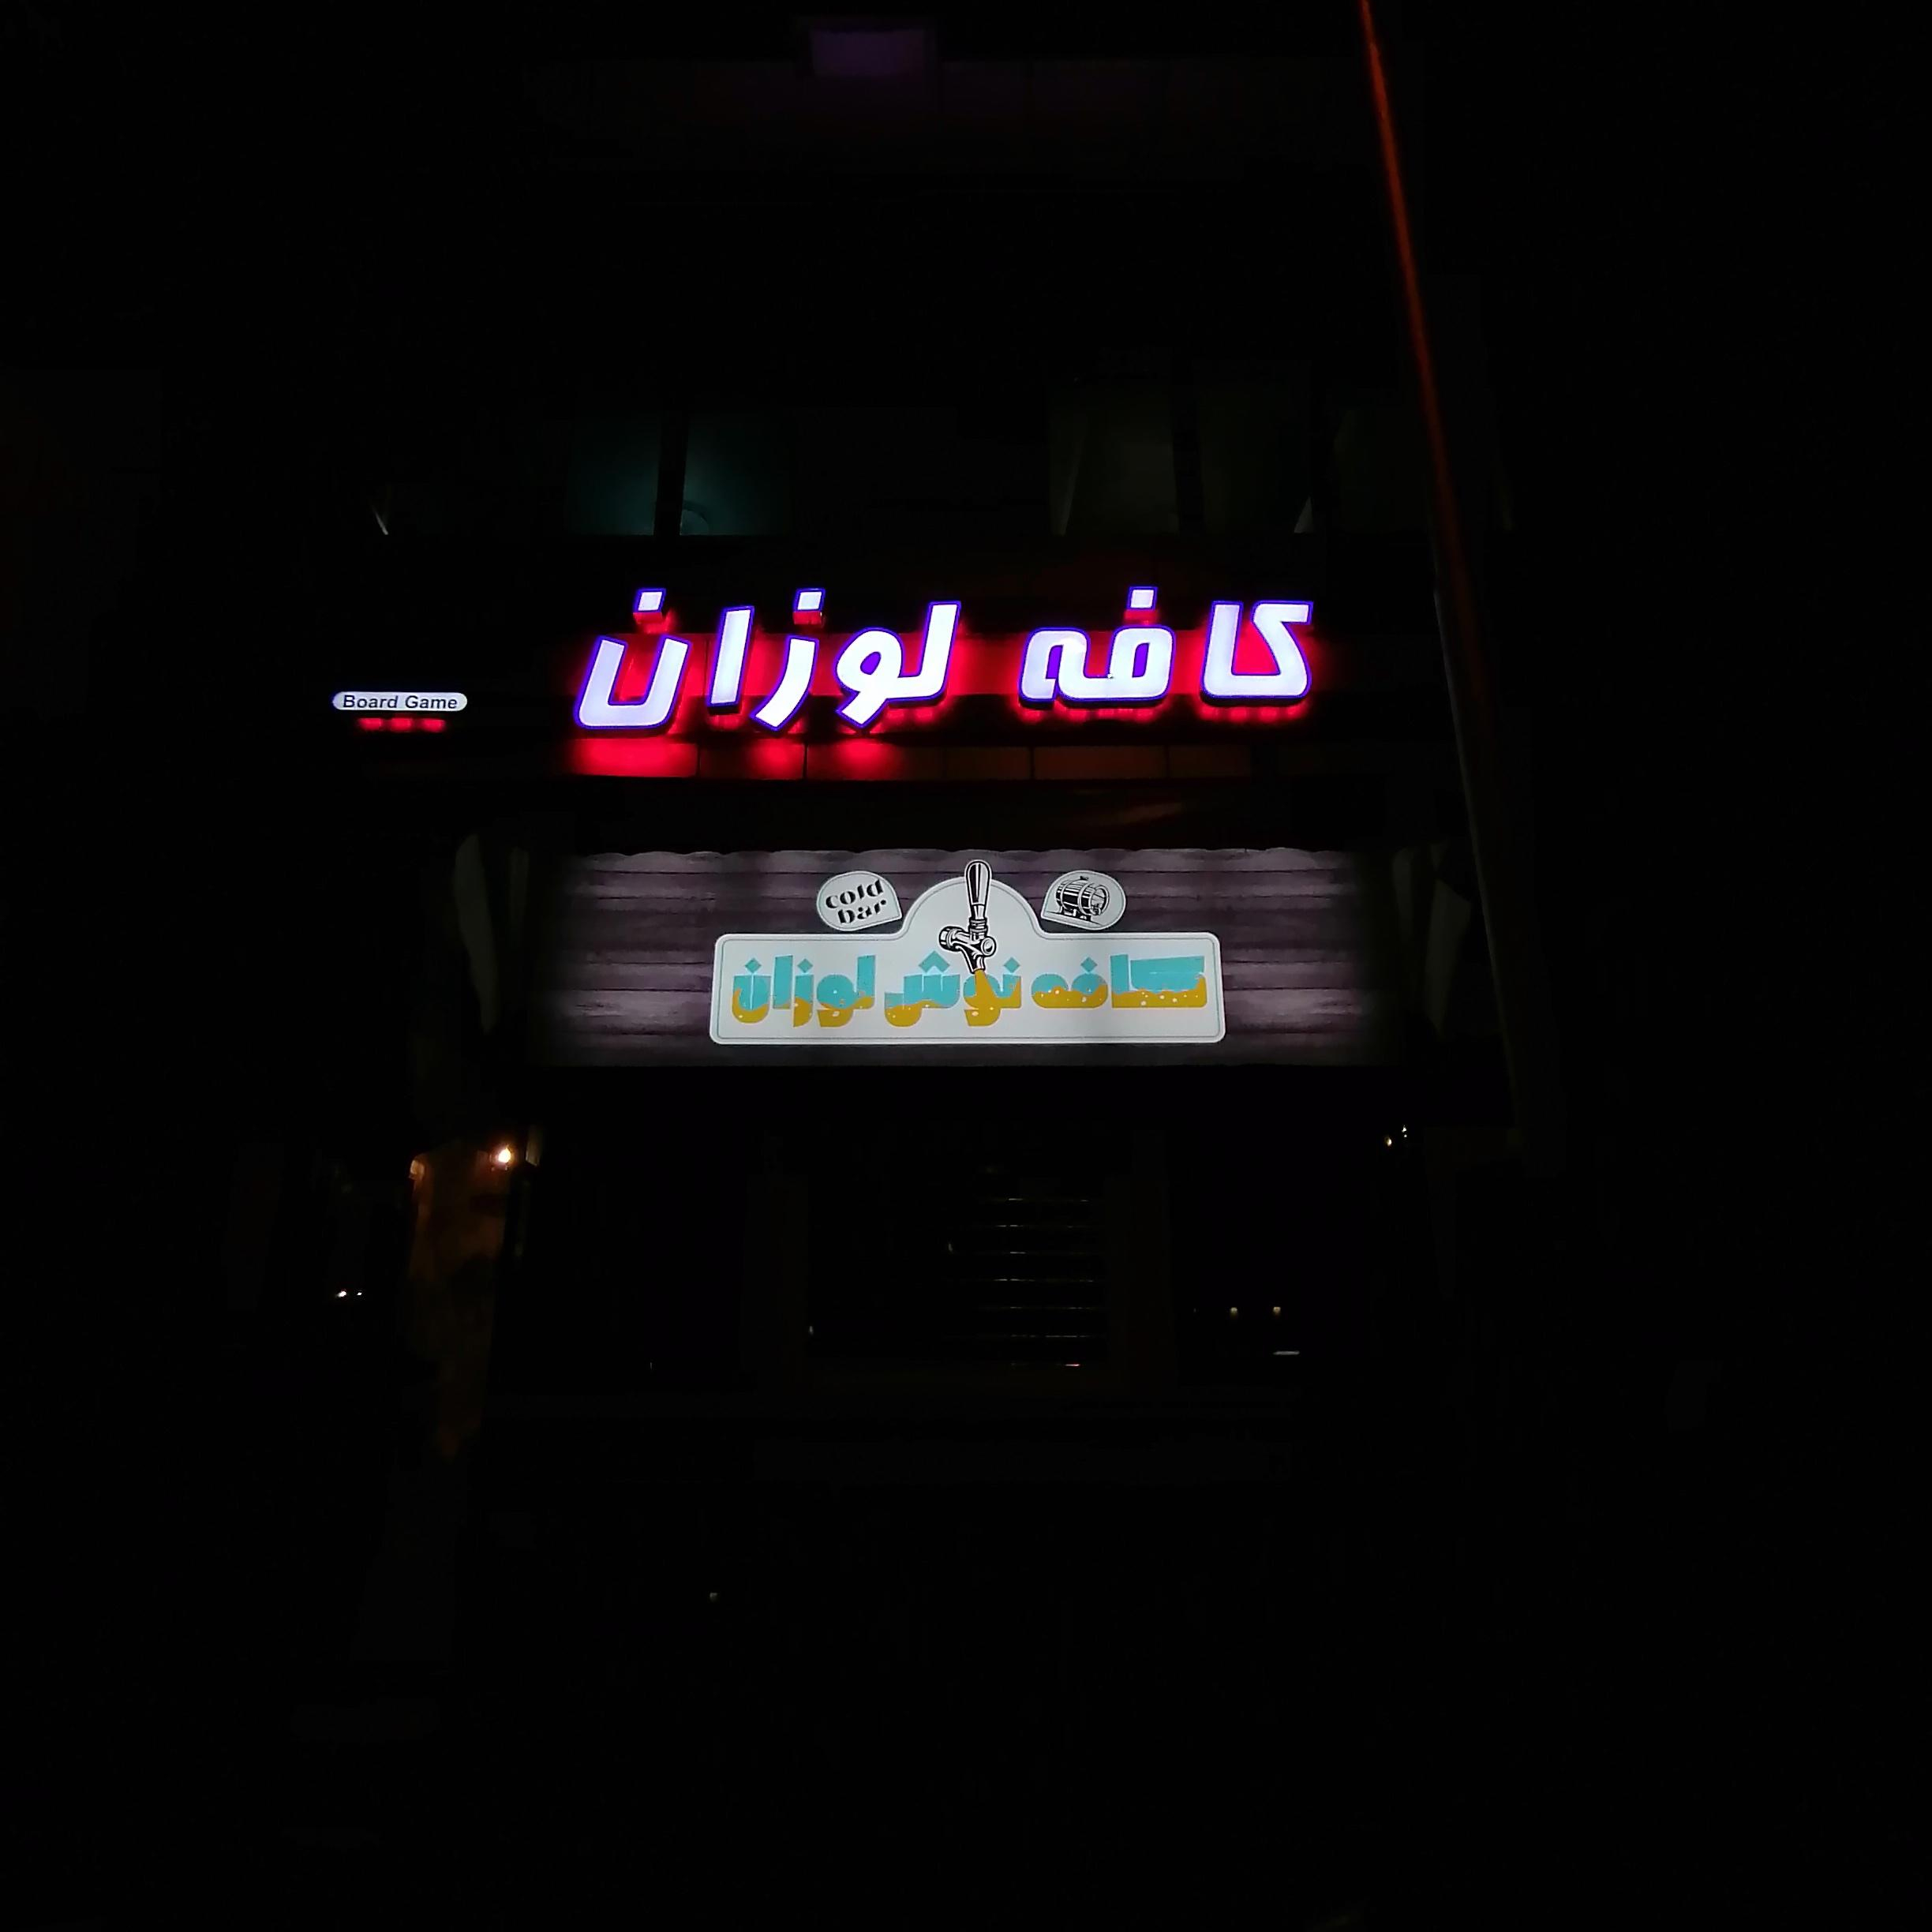 کافه لوزان
Board Game
cold
bar
کافه نوش لوزان